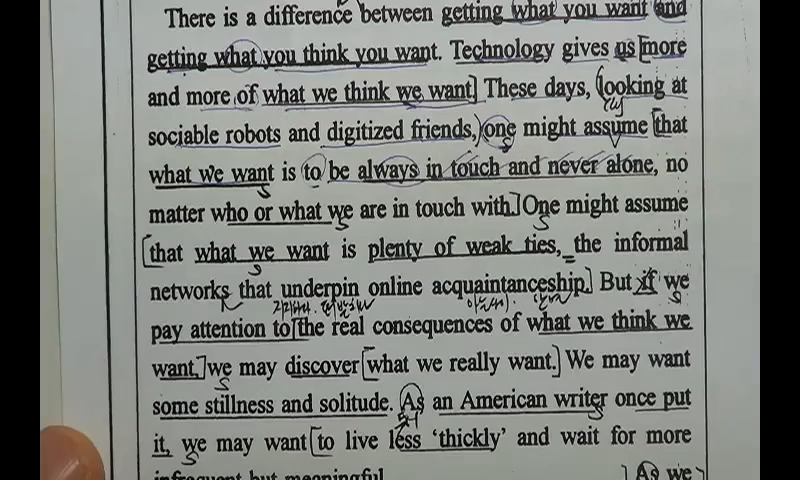 There is a difference between getting what you want and
getting what you think you want. Technology gives us more
and more of what we think we want. These days, looking at
sociable robots and digitized friends, one might assume that
what we want is to be always in touch and never alone, no
matter who or what we are in touch with. One might assume
that what we want is plenty of weak ties, the informal
networks that underpin online acquaintanceship. But if we
pay attention to the real consequences of what we think we
want, we may discover what we really want. We may want
some stillness and solitude. As an American writer once put
it, we may want to live less ‘thickly’ and wait for more
infrequent but meaningful As we